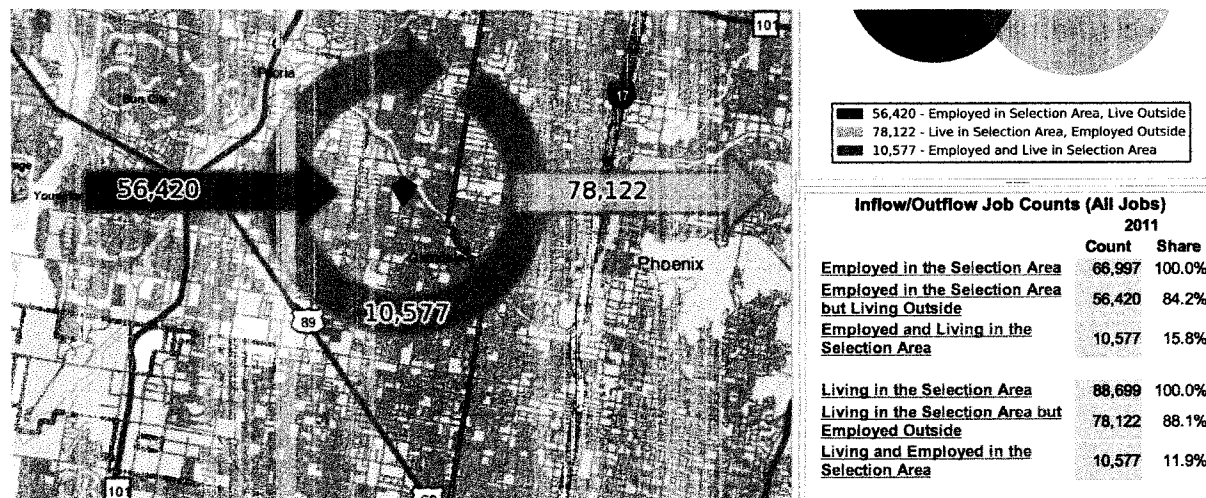 101
Peoria
Sun City
17
56,420
78,122
Phoenix
10,577
89
101
56,420 - Employed in Selection Area, Live Outside
78,122 - Live in Selection Area, Employed Outside
10,577 - Employed and Live in Selection Area
Inflow/Outflow Job Counts (All Jobs)
2011
Count Share
Employed in the Selection Area 66,997 100.0%
Employed in the Selection Area
but Living Outside 56,420 84.2%
Employed and Living in the
Selection Area 10,577 15.8%
Living in the Selection Area 88,699 100.0%
Living in the Selection Area but
Employed Outside 78,122 88.1%
Living and Employed in the
Selection Area 10,577 11.9%